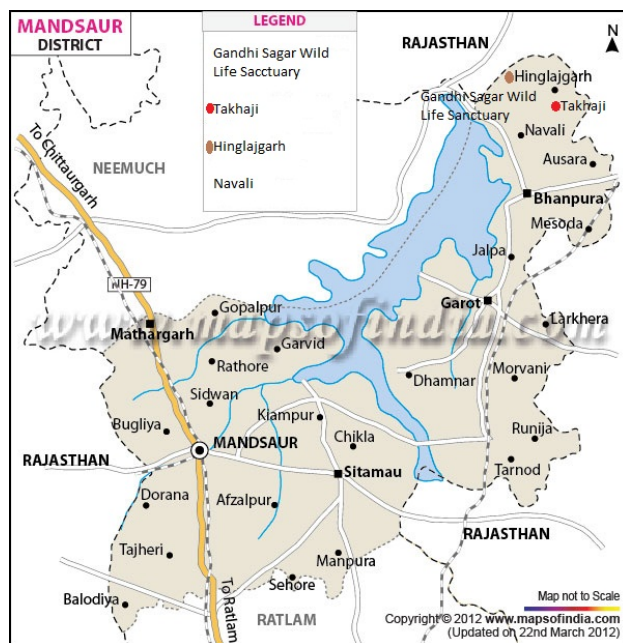 MANDSAUR
DISTRICT
LEGEND
Gandhi Sagar Wild
Life Sacctuary
Takhaji
Hinglajgarh
Navali
RAJASTHAN
N
Hinglajgarh
Gandhi Sagar Wild
Life Sanctuary
Takhaji
Navali
Ausara
To Chittaurgarh
NEEMUCH
Bhanpura
Mesoda
Jalpa
NH-79
Gopalpur
Garot
Larkhera
www.mapsofindia.com
Mathargarh
Garvid
Rathore
Dhamnar
Morvani
Sidwan
Kiampur
Bugliya
Chikla
Runija
MANDSAUR
RAJASTHAN
Sitamau
Tarnod
Dorana
Afzalpur
RAJASTHAN
Tajheri
Manpura
To Ratlam
Sehore
Balodiya
RATLAM
Map not to Scale
Copyright © 2012 www.mapsofindia.com
(Updated on 22nd March 2012)